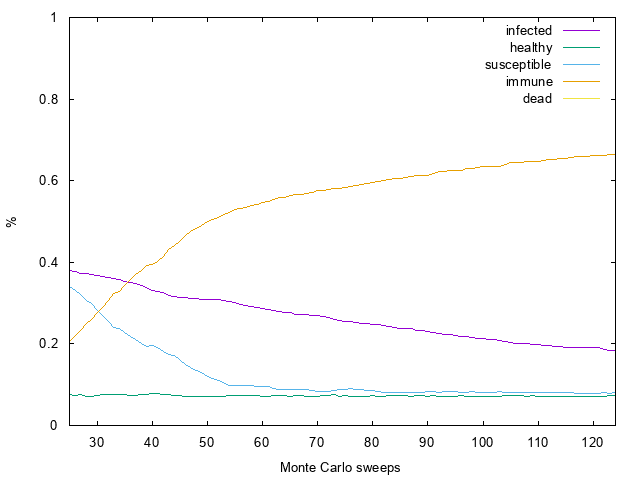 1
0.8
0.6
0.4
0.2
0
%
30 40 50 60 70 80 90 100 110 120
Monte Carlo sweeps
infected
healthy
susceptible
immune
dead